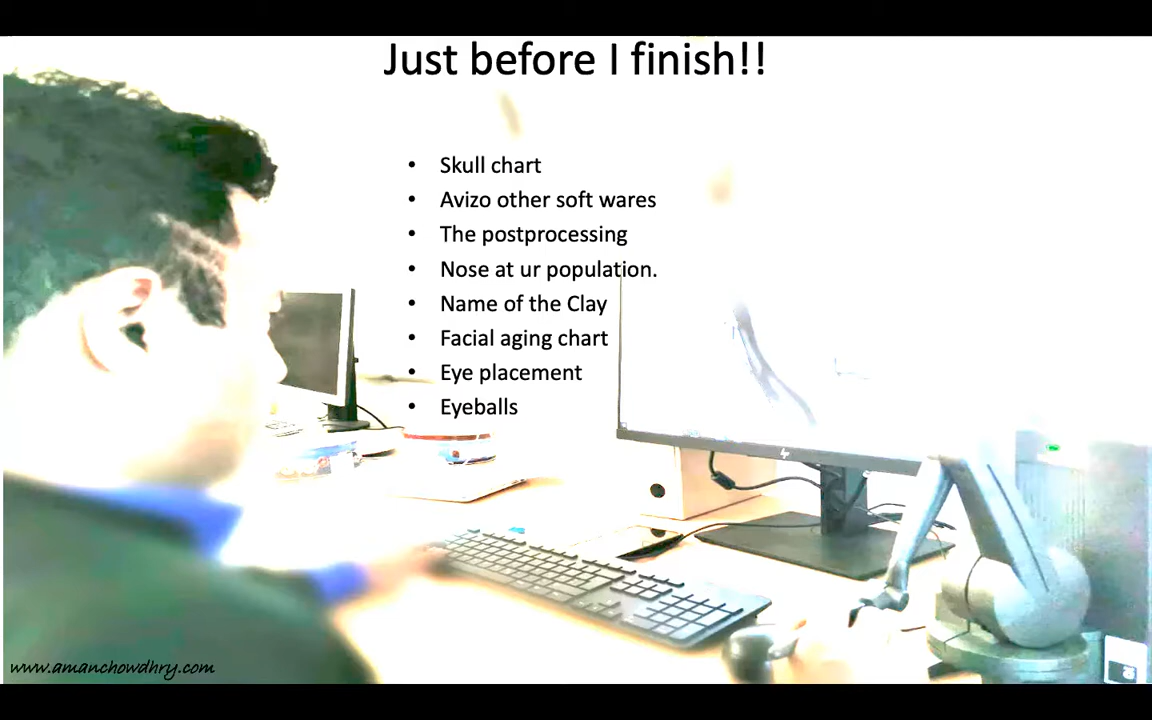 Just before I finish!!
• Skull chart
• Avizo other soft wares
• The postprocessing
• Nose at ur population.
• Name of the Clay
• Facial aging chart
• Eye placement
• Eyeballs
www.amanchowdhry.com